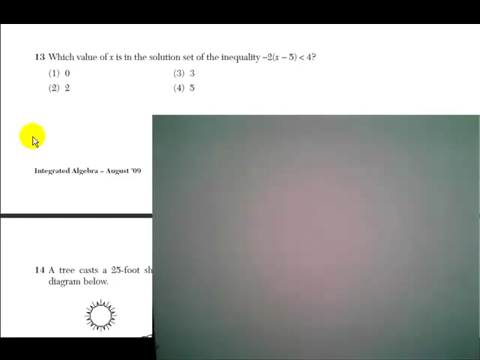 13 Which value of x is in the solution set of the inequality –2(x – 5) < 4?
(1) 0 (3) 3
(2) 2 (4) 5
Integrated Algebra – August '09
14 A tree casts a 25-foot
diagram below.